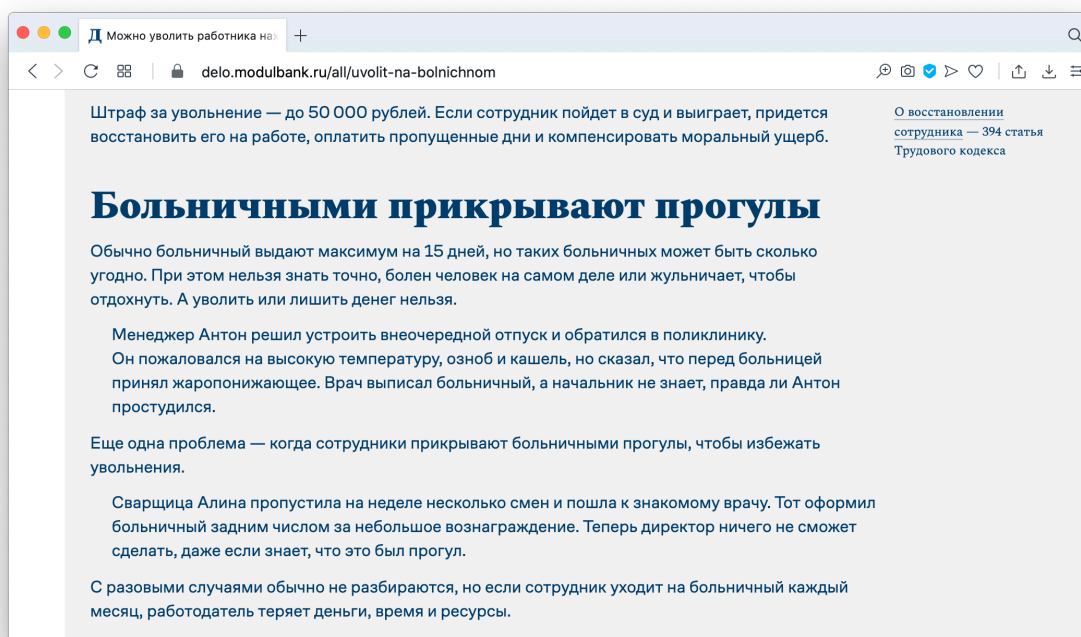 Можно уволить работника нах
delo.modulbank.ru/all/uvolit-na-bolnichnom
Штраф за увольнение — до 50 000 рублей. Если сотрудник пойдет в суд и выиграет, придется
восстановить его на работе, оплатить пропущенные дни и компенсировать моральный ущерб.
О восстановлении
сотрудника — 394 статья
Трудового кодекса
Больничными прикрывают прогулы
Обычно больничный выдают максимум на 15 дней, но таких больничных может быть сколько
угодно. При этом нельзя знать точно, болен человек на самом деле или жульничает, чтобы
отдохнуть. А уволить или лишить денег нельзя.
Менеджер Антон решил устроить внеочередной отпуск и обратился в поликлинику.
Он пожаловался на высокую температуру, озноб и кашель, но сказал, что перед больницей
принял жаропонижающее. Врач выписал больничный, а начальник не знает, правда ли Антон
простудился.
Еще одна проблема — когда сотрудники прикрывают больничными прогулы, чтобы избежать
увольнения.
Сварщица Алина пропустила на неделе несколько смен и пошла к знакомому врачу. Тот оформил
больничный задним числом за небольшое вознаграждение. Теперь директор ничего не сможет
сделать, даже если знает, что это был прогул.
С разовыми случаями обычно не разбираются, но если сотрудник уходит на больничный каждый
месяц, работодатель теряет деньги, время и ресурсы.